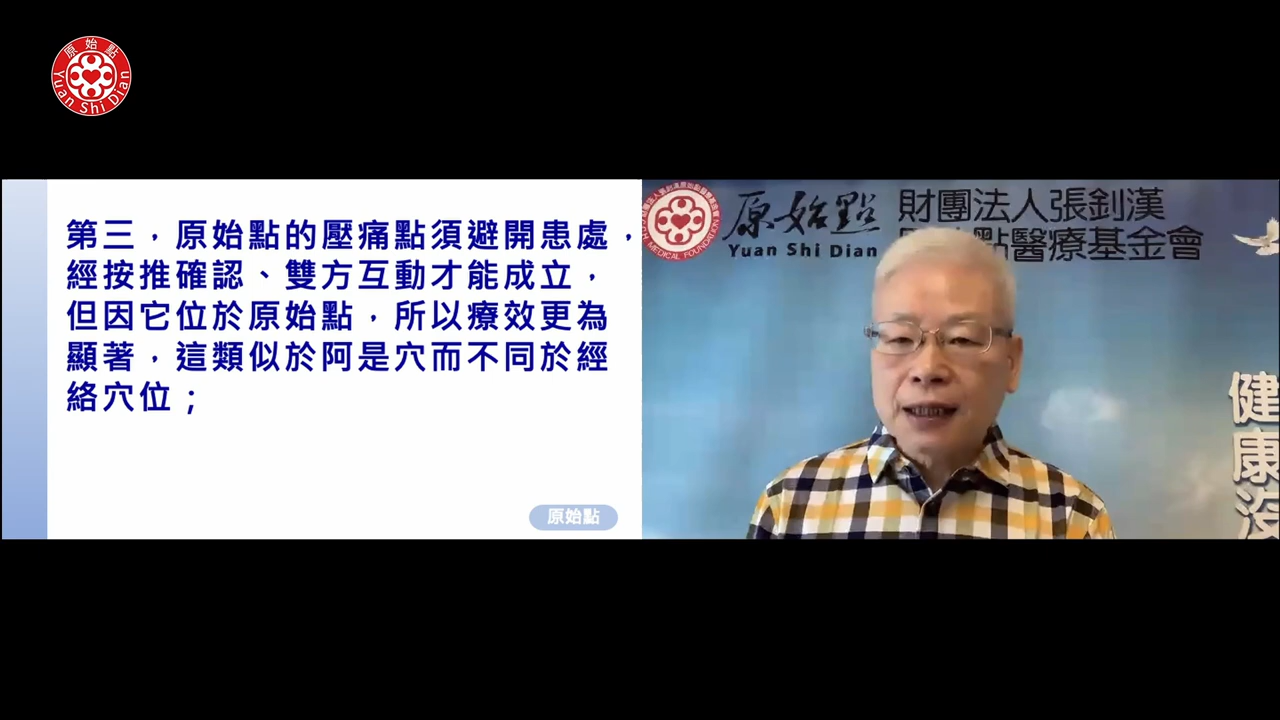 原始點
Yuan Shi Dian
第三，原始點的壓痛點須避開患處，
經按推確認、雙方互動才能成立，
但因它位於原始點，所以療效更為
顯著，這類似於阿是穴而不同於經
絡穴位；
原始點
原始點
Yuan Shi Dian
財團法人張釗漢
點醫療基金會
MEDICAL FOUNDATION
健康沒